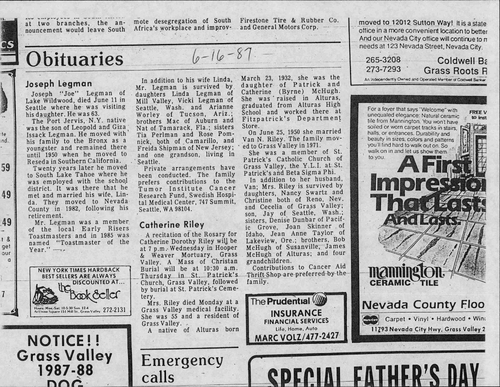 at two branches, the an-
nouncement would leave South
mote desegregation of South
Africa's workplace and improv-
Firestone Tire & Rubber Co.
and General Motors Corp.
Obituaries
6-16-87
Joseph Legman
Joseph "Joe" Legman of
Lake Wildwood, died June 11 in
Seattle where he was visiting
his daughter. He was 63.
The Port Jervis, N.Y. native
was the son of Leopold and Giza
Isaack Legman. He moved with
his family to the Bronx as a
youngster and remained there
until 1950 when he moved to
Reseda in Southern California.
Twenty years later, he moved
to South Lake Tahoe where he
was employed with the school
district. It was there that he
met and married his wife, Lin-
da. They moved to Nevada
County in 1982, following his
retirement.
Mr. Legman was a member
of the local Early Risers
Toastmasters and in 1985 was
named "Toastmaster of the
Year."
NEW YORK TIMES HARDBACK
BEST SELLERS ARE ALWAYS
DISCOUNTED AT...
the Book Seller
272-2131
NOTICE!!
Grass Valley
1987-88
DOG
In addition to his wife Linda,
Mr. Legman is survived by
daughters Linda Legman of
Mill Valley, Vicki Legman of
Seattle, Wash. and Arianne
Worley of Tucson, Ariz.;
brothers Mac of Auburn and
Nat of Tamarack, Fla.; sisters
Tia Perlman and Rose Pom-
nick, both of Camarillo, and
Freida Shipman of New Jersey;
and one grandson, living in
Seattle.
Private arrangements have
been conducted. The family
prefers contributions to the
Tumor Institute Cancer
Research Fund, Swedish Hospi-
tal Medical Center, 747 Summit,
Seattle, WA 98104.
Catherine Riley
A recitation of the Rosary for
Catherine Dorothy Riley will be
at 7 p.m. Wednesday in Hooper
& Weaver Mortuary, Grass
Valley. A Mass of Christian
Burial will be at 10:30 a.m.
Thursday in St. Patrick's
Church, Grass Valley, followed
by burial at St. Patrick's Ceme-
tery.
Mrs. Riley died Monday at a
Grass Valley medical facility.
She was 55 and a resident of
Grass Valley.
A native of Alturas born
Emergency
calls
March 23, 1932, she was the
daughter of Patrick and
Catherine (Byrne) McHugh.
She was raised in Alturas,
graduated from Alturas High
School and worked there at
Fitzpatrick's Department
Store.
On June 25, 1950 she married
Van N. Riley. The family mov-
ed to Grass Valley in 1971.
She was a member of St.
Patrick's Catholic Church of
Grass Valley, the Y.L.I. at St.
Patrick's and Beta Sigma Phi.
In addition to her husband,
Van; Mrs. Riley is survived by
daughters, Nancy Swartz and
Christine both of Reno, Nev.
and Cecelia of Grass Valley;
son, Jay of Seattle, Wash.;
sisters, Denise Dunbar of Pacif-
ic Grove, Joan Skinner of
Idaho, Jean Anne Taylor of
Lakeview, Ore.; brothers, Bob
McHugh of Susanville, James
McHugh of Alturas; and four
grandchildren.
Contributions to Cancer Aid
Thrift Shop are preferred by the
family.
The Prudential
INSURANCE
FINANCIAL SERVICES
Life, Home, Auto
MARC VOLZ/477-2427
moved to 12012 Sutton Way! It is a state
office in a more convenient location to better
And our Nevada City office will continue to
needs at 123 Nevada Street, Nevada City.
265-3208
273-7293
Coldwell Ba
Grass Roots R
For a foyer that says "Welcome" with
unequaled elegance: Natural ceramic
tile from Mannington. You won't have
soiled or worn carpet tracks in stairs,
halls, or entrances. Durability and
beauty in sizes, colors and textures
you'll find hard to walk out on. So
walk on in and let us show them
to you.
FREE V
A First
Impression
That Lasts
And Lasts.
mannington
CERAMIC TILE
Nevada County Floo
Carpet • Vinyl • Hardwood • Win
11293 Nevada City Hwy, Grass Valley 2
SPECIAL FATHER'S DAY